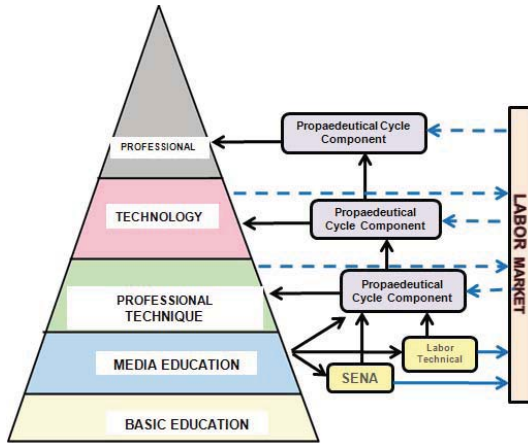 Propaedeutical Cycle
Component
PROFESSIONAL
TECHNOLOGY
Propaedeutical
Cycle Component
LABOR MARKET
PROFESSIONAL
TECHNIQUE
Propaedeutical
Cycle Component
MEDIA EDUCATION
Labor
Technical
SENA
BASIC EDUCATION